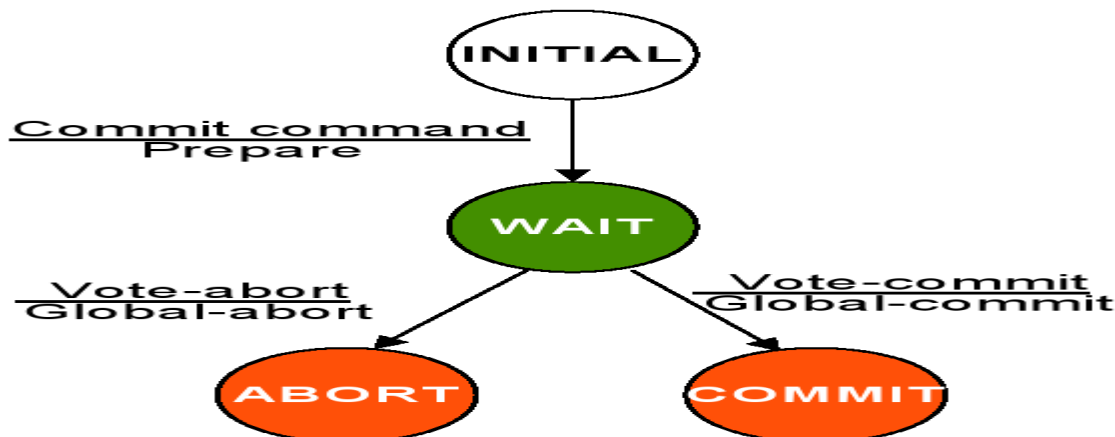 INITIAL
Commit command
Prepare
WAIT
Vote-abort
Global-abort
Vote-commit
Global-commit
ABORT
COMMIT